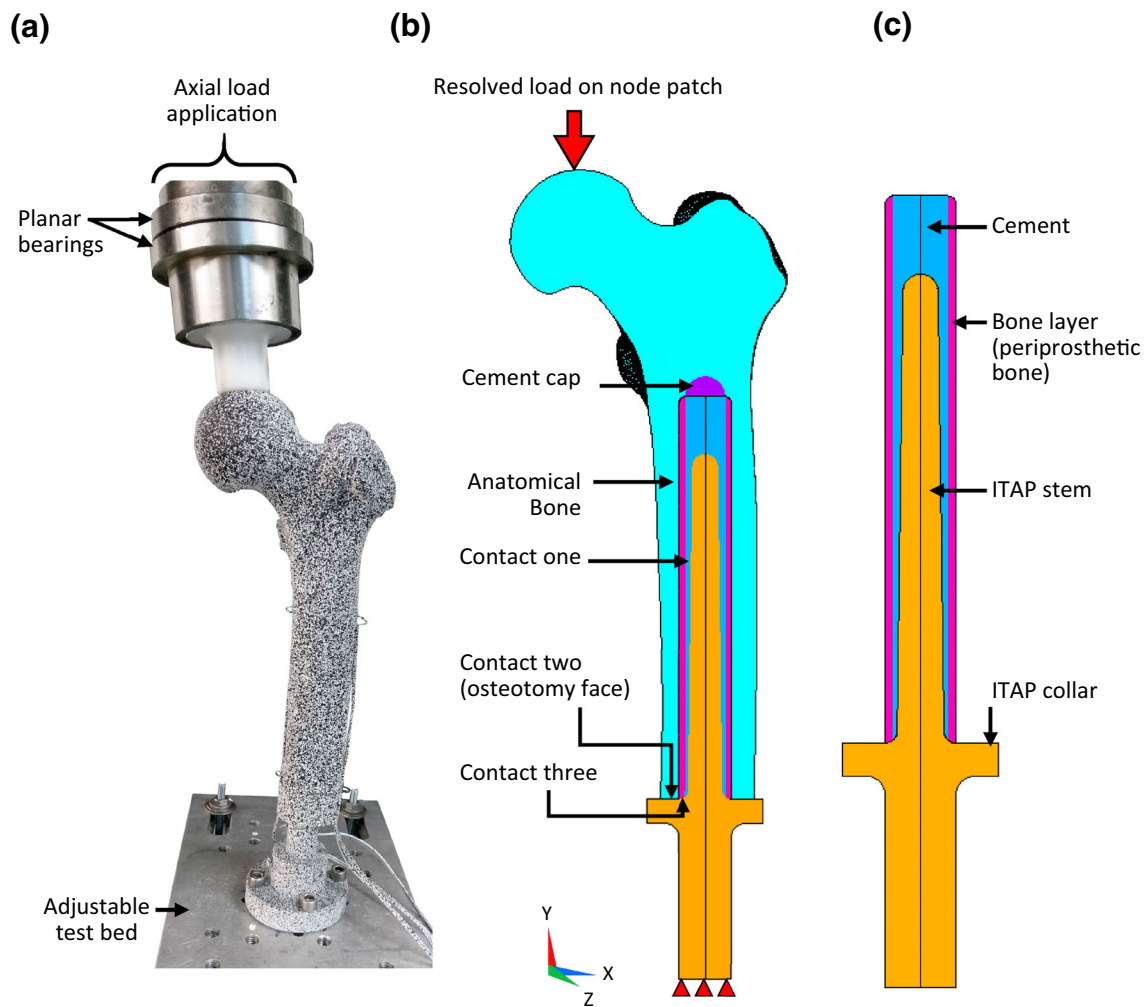 (a)
Axial load
application
Planar
bearings
Adjustable
test bed
(b)
Resolved load on node patch
Cement cap
Anatomical
Bone
Contact one
Contact two
(osteotomy face)
Contact three
Y
X
Z
(c)
Cement
Bone layer
(periprosthetic
bone)
ITAP stem
ITAP collar